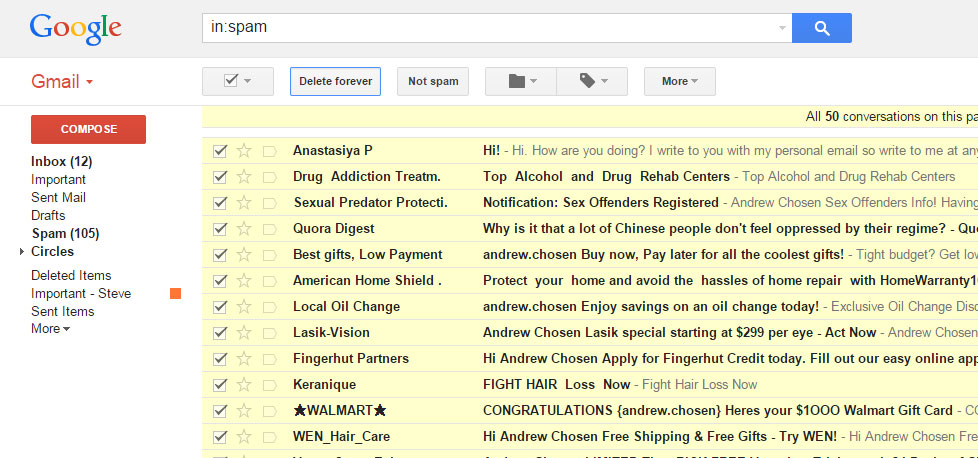 Google
in:spam
Gmail
Delete forever
Not spam
More
COMPOSE
All 50 conversations on this pa
Inbox (12)
Important
Sent Mail
Drafts
Spam (105)
Circles
Deleted Items
Important - Steve
Sent Items
More
Anastasiya P Hi! - Hi. How are you doing? I write to you with my personal email so write to me at any
Drug Addiction Treatm. Top Alcohol and Drug Rehab Centers - Top Alcohol and Drug Rehab Centers
Sexual Predator Protecti. Notification: Sex Offenders Registered - Andrew Chosen Sex Offenders Info! Having
Quora Digest Why is it that a lot of Chinese people don't feel oppressed by their regime? - Quo
Best gifts, Low Payment andrew.chosen Buy now, Pay later for all the coolest gifts! - Tight budget? Get low
American Home Shield . Protect your home and avoid the hassles of home repair with HomeWarranty10
Local Oil Change andrew.chosen Enjoy savings on an oil change today! - Exclusive Oil Change Disc
Lasik-Vision Andrew Chosen Lasik special starting at $299 per eye - Act Now - Andrew Chosen
Fingerhut Partners Hi Andrew Chosen Apply for Fingerhut Credit today. Fill out our easy online app
Keranique FIGHT HAIR Loss Now - Fight Hair Loss Now
★WALMART★ CONGRATULATIONS {andrew.chosen} Heres your $1OOO Walmart Gift Card - CO
WEN_Hair_Care Hi Andrew Chosen Free Shipping & Free Gifts - Try WEN! - Hi Andrew Chosen Free